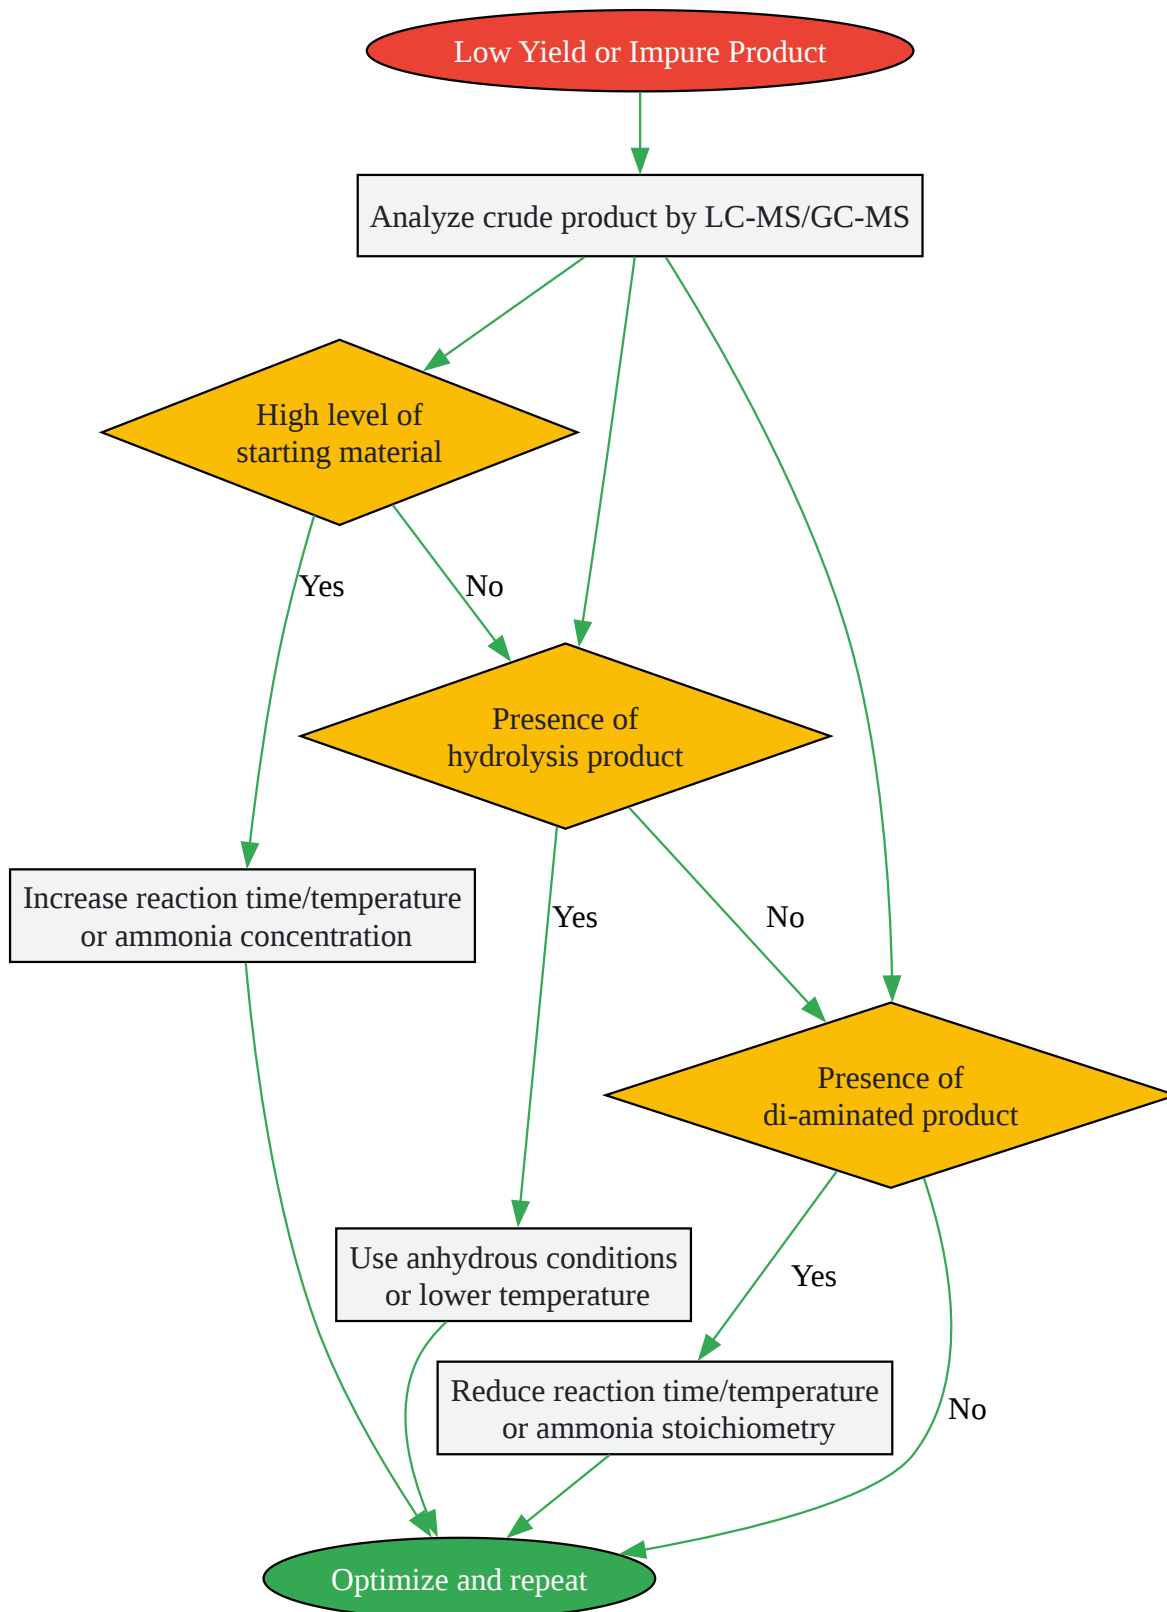 Low Yield or Impure Product
Analyze crude product by LC-MS/GC-MS
High level of
starting material
Yes
No
Presence of
hydrolysis product
Increase reaction time/temperature
or ammonia concentration
Yes
No
Presence of
di-aminated product
Use anhydrous conditions
or lower temperature
Yes
Reduce reaction time/temperature
or ammonia stoichiometry
No
Optimize and repeat